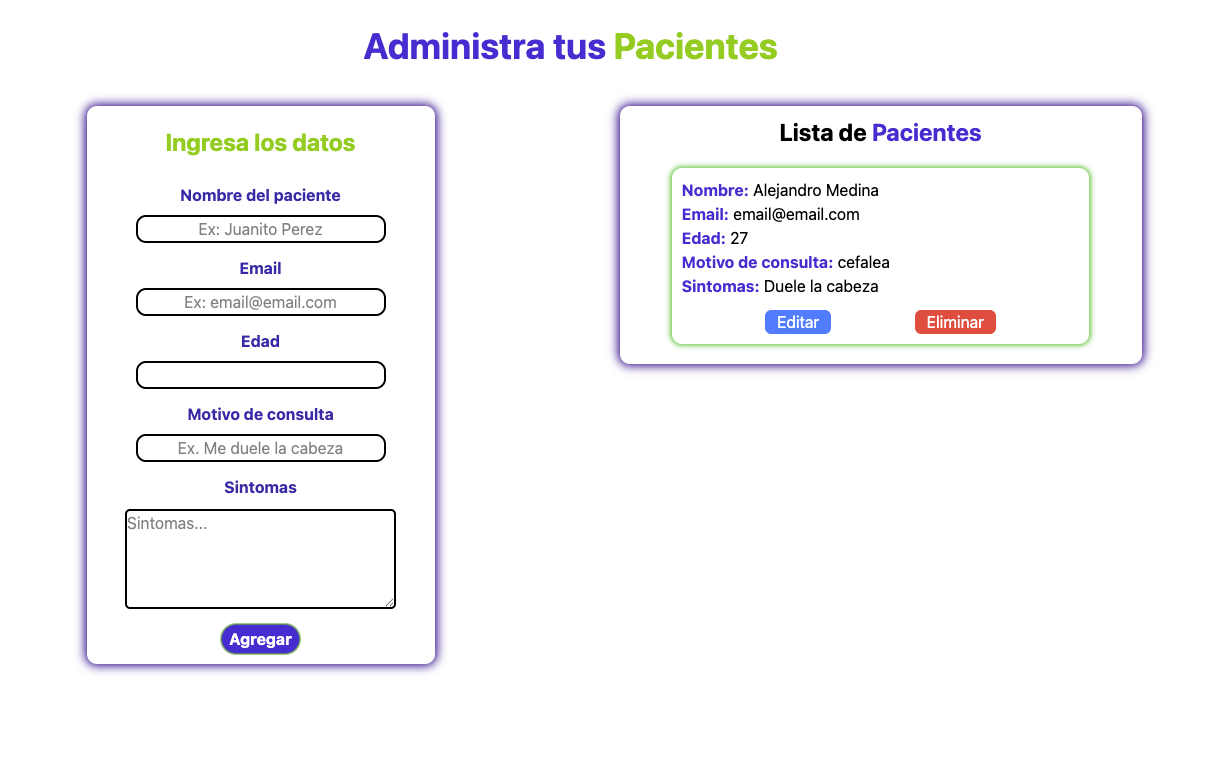 Administra tus Pacientes
Ingresa los datos
Nombre del paciente
Ex: Juanito Perez
Email
Ex: email@email.com
Edad
Motivo de consulta
Ex. Me duele la cabeza
Sintomas
Sintomas...
Agregar
Lista de Pacientes
Nombre: Alejandro Medina
Email: email@email.com
Edad: 27
Motivo de consulta: cefalea
Sintomas: Duele la cabeza
Editar Eliminar